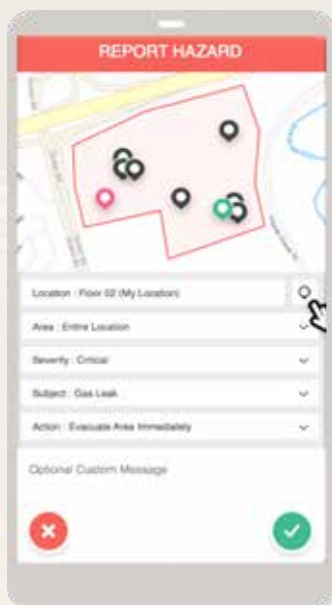 REPORT HAZARD
Location : Floor 02 (My Location)
Area : Entire Location
Severity : Critical
Subject : Gas Leak
Action : Evacuate Area Immediately
Optional Custom Message